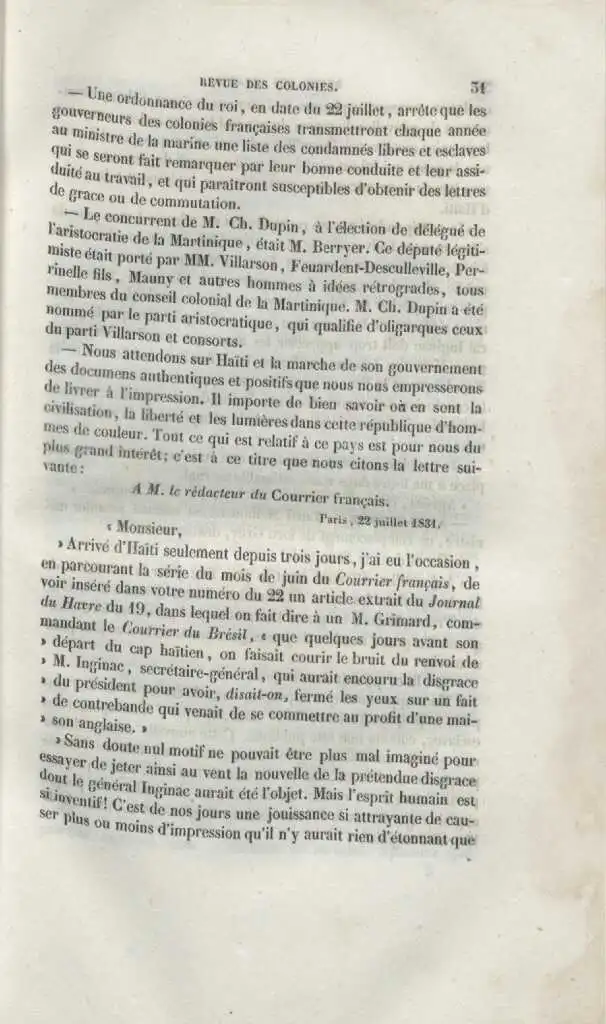 REVUE DES COLONIES. 31
— Une ordonnance du roi, en date du 22 juillet, arrête que les
gouverneurs des colonies françaises transmettront chaque année
au ministre de la marine une liste des condamnés libres et esclaves
qui se seront fait remarquer par leur bonne conduite et leur assi-
duité au travail, et qui paraîtront susceptibles d'obtenir des lettres
de grace ou de commutation.
— Le concurrent de M. Ch. Dupin, à l'élection de délégué de
l'aristocratie de la Martinique, était M. Berryer. Ce député légiti-
miste était porté par MM. Villarson, Feuardent-Desculleville, Per-
rinelle fils, Mauny et autres hommes à idées rétrogrades, tous
membres du conseil colonial de la Martinique. M. Ch. Dupin a été
nommé par le parti aristocratique, qui qualifie d'oligarques ceux
du parti Villarson et consorts.
— Nous attendons sur Haïti et la marche de son gouvernement
des documens authentiques et positifs que nous nous empresserons
de livrer à l'impression. Il importe de bien savoir où en sont la
civilisation, la liberté et les lumières dans cette république d'hom-
mes de couleur. Tout ce qui est relatif à ce pays est pour nous du
plus grand intérêt; c'est à ce titre que nous citons la lettre sui-
vante:
A M. le rédacteur du Courrier français.
Paris, 22 juillet 1834.
« Monsieur,
» Arrivé d'Haïti seulement depuis trois jours, j'ai eu l'occasion,
en parcourant la série du mois de juin du Courrier français, de
voir inséré dans votre numéro du 22 un article extrait du Journal
du Havre du 19, dans lequel on fait dire à un M. Grimard, com-
mandant le Courrier du Brésil, « que quelques jours avant son
» départ du cap haïtien, on faisait courir le bruit du renvoi de
» M. Inginac, secrétaire-général, qui aurait encouru la disgrace
» du président pour avoir, disait-on, fermé les yeux sur un fait
» de contrebande qui venait de se commettre au profit d'une mai-
» son anglaise. »
» Sans doute nul motif ne pouvait être plus mal imaginé pour
essayer de jeter ainsi au vent la nouvelle de la prétendue disgrace
dont le général Inginac aurait été l'objet. Mais l'esprit humain est
si inventif! C'est de nos jours une jouissance si attrayante de cau-
ser plus ou moins d'impression qu'il n'y aurait rien d'étonnant que